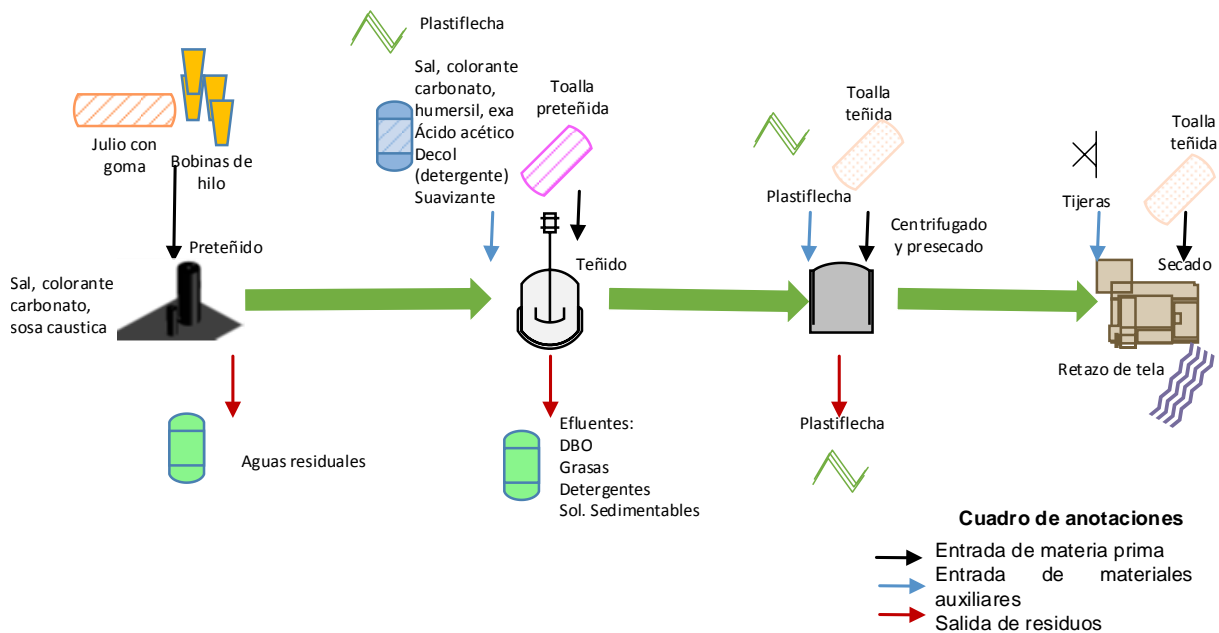 Plastiflecha
Julio con
goma
Bobinas de
hilo
Sal, colorante
carbonato,
humersil, exa
Ácido acético
Decol
(detergente)
Suavizante
Toalla
preteñida
Toalla
teñida
Plastiflecha
Centrifugado
y presecado
Tijeras
Toalla
teñida
Preteñido
Sal, colorante
carbonato,
sosa caustica
Teñido
Secado
Retazo de tela
Aguas residuales
Efluentes:
DBO
Grasas
Detergentes
Sol. Sedimentables
Plastiflecha
Cuadro de anotaciones
Entrada de materia prima
Entrada de materiales
auxiliares
Salida de residuos